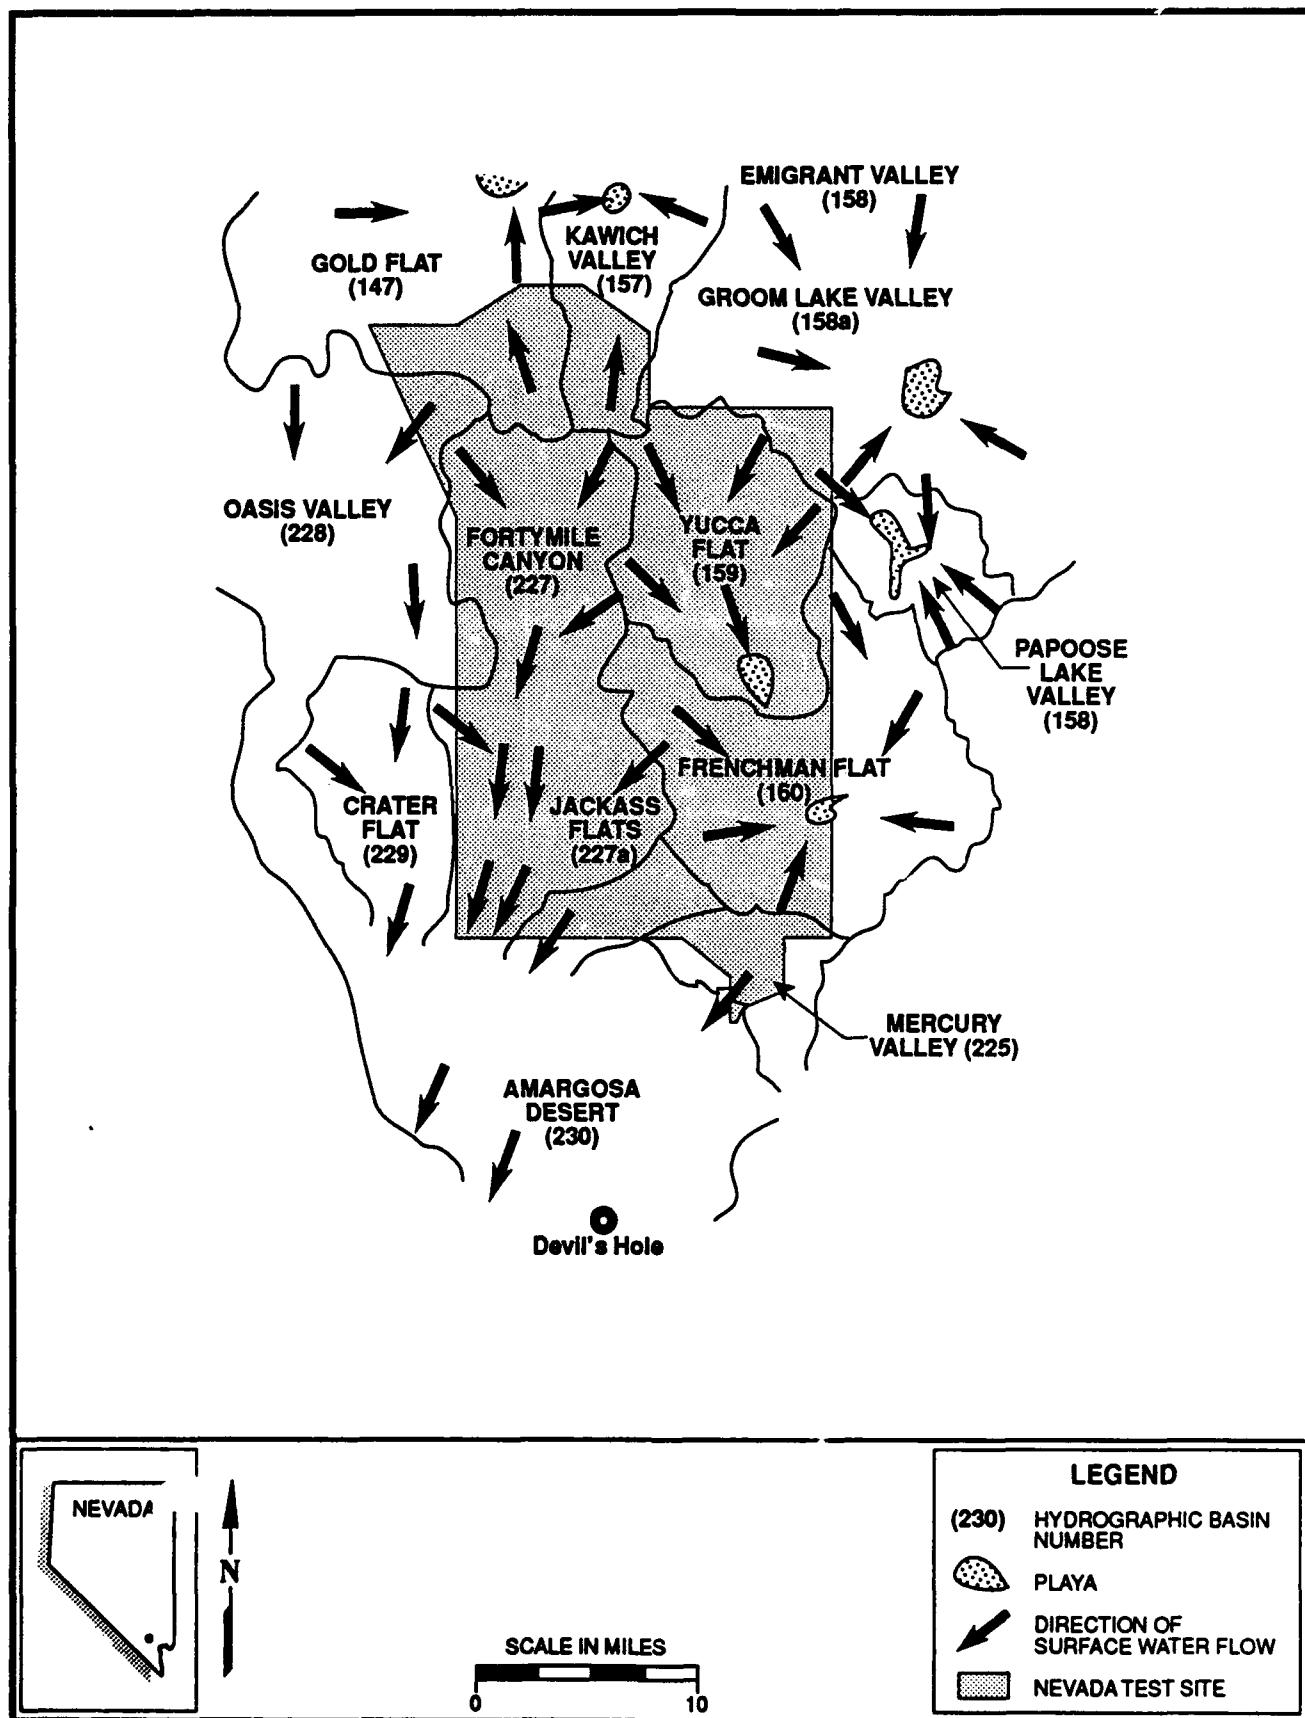 EMIGRANT VALLEY
(158)
KAWICH
VALLEY
(157)
GOLD FLAT
(147)
GROOM LAKE VALLEY
(158a)
OASIS VALLEY
(228)
FORTYMILE
CANYON
(227)
YUCCA
FLAT
(159)
PAPOOSE
LAKE
VALLEY
(158)
FRENCHMAN FLAT
(160)
CRATER
FLAT
(229)
JACKASS
FLATS
(227a)
MERCURY
VALLEY (225)
AMARGOSA
DESERT
(230)
Devil's Hole
NEVADA
N
SCALE IN MILES
0 10
LEGEND
(230) HYDROGRAPHIC BASIN
NUMBER
PLAYA
DIRECTION OF
SURFACE WATER FLOW
NEVADA TEST SITE